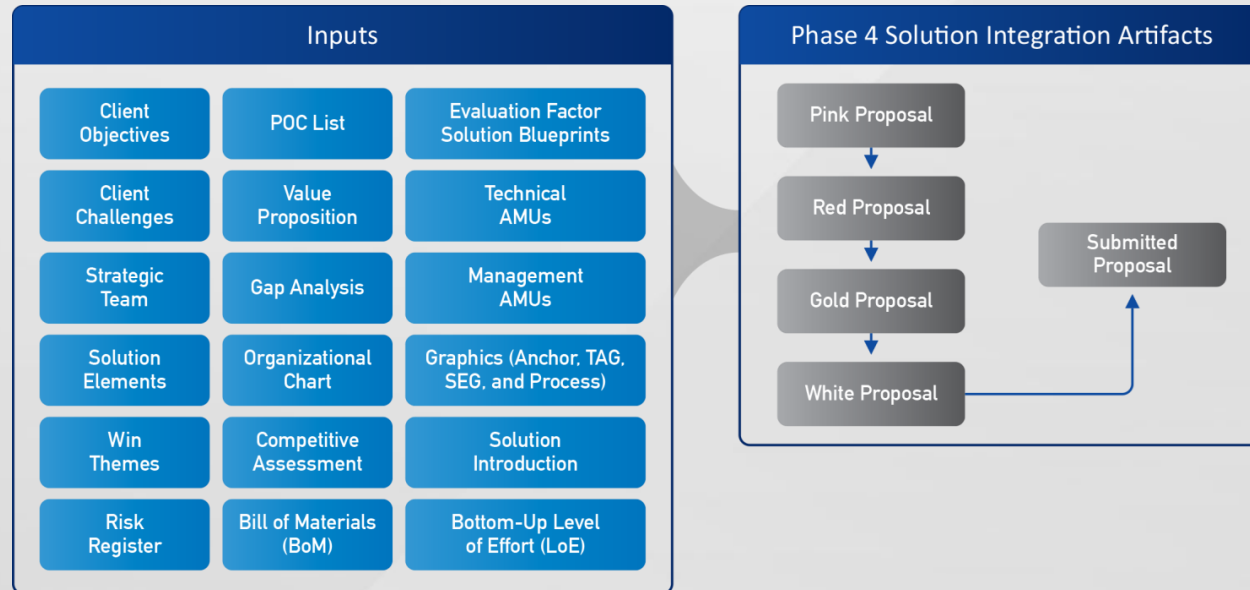 Inputs
Client
Objectives
POC List
Evaluation Factor
Solution Blueprints
Client
Challenges
Value
Proposition
Technical
AMUs
Strategic
Team
Gap Analysis
Management
AMUs
Solution
Elements
Organizational
Chart
Graphics (Anchor, TAG,
SEG, and Process)
Win
Themes
Competitive
Assessment
Solution
Introduction
Risk
Register
Bill of Materials
(BoM)
Bottom-Up Level
of Effort (LoE)
Phase 4 Solution Integration Artifacts
Pink Proposal
Red Proposal
Gold Proposal
White Proposal
Submitted
Proposal